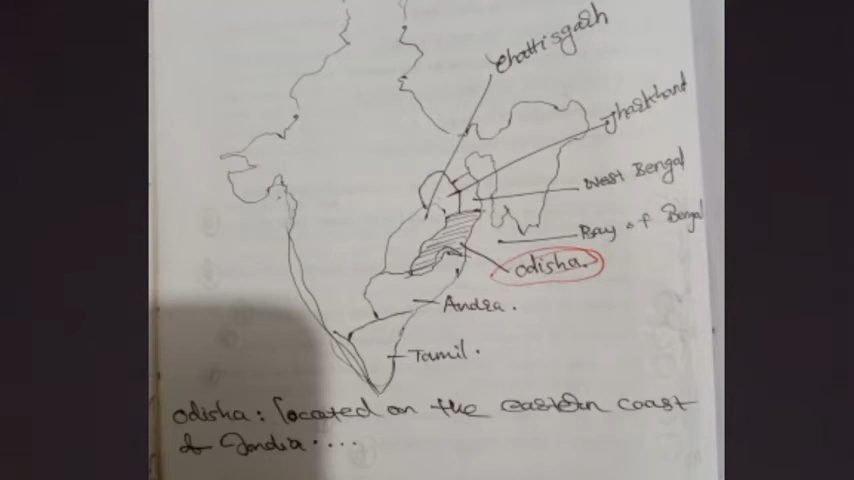 Chattisgarh
Jharkhand
West Bengal
Bay of Bengal
Odisha.
Andra.
Tamil.
Odisha: located on the eastern coast
of India....